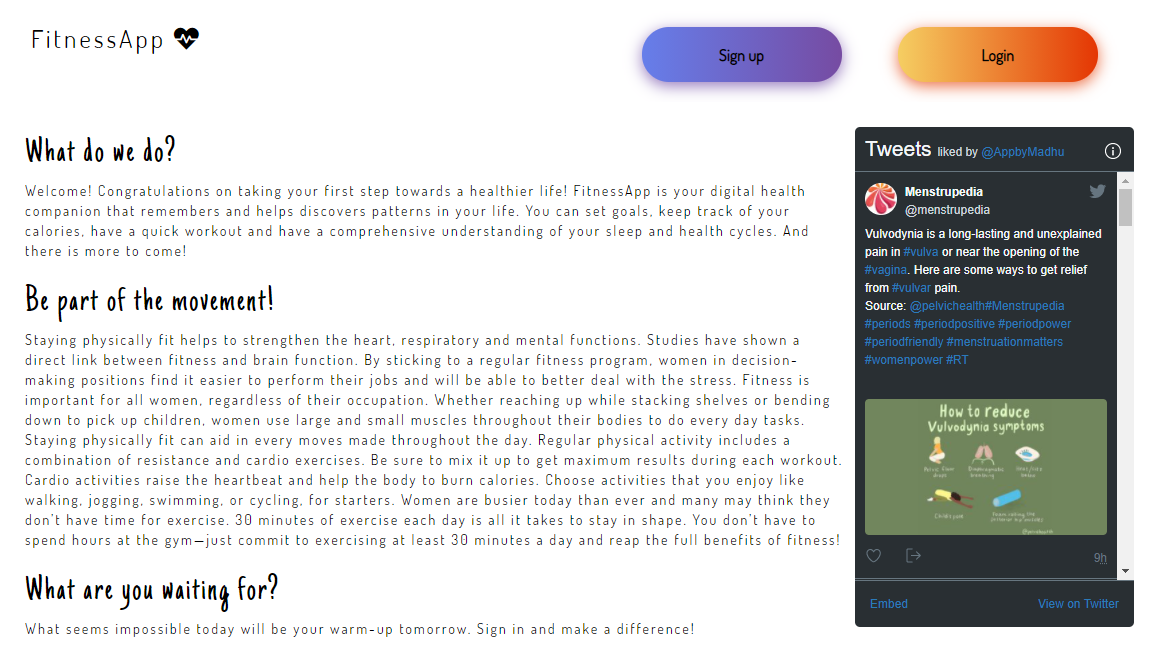 FitnessApp
Sign up
Login
What do we do?
Welcome! Congratulations on taking your first step towards a healthier life! FitnessApp is your digital health
companion that remembers and helps discovers patterns in your life. You can set goals, keep track of your
calories, have a quick workout and have a comprehensive understanding of your sleep and health cycles. And
there is more to come!
Be part of the movement!
Staying physically fit helps to strengthen the heart, respiratory and mental functions. Studies have shown a
direct link between fitness and brain function. By sticking to a regular fitness program, women in decision-
making positions find it easier to perform their jobs and will be able to better deal with the stress. Fitness is
important for all women, regardless of their occupation. Whether reaching up while stacking shelves or bending
down to pick up children, women use large and small muscles throughout their bodies to do every day tasks.
Staying physically fit can aid in every moves made throughout the day. Regular physical activity includes a
combination of resistance and cardio exercises. Be sure to mix it up to get maximum results during each workout.
Cardio activities raise the heartbeat and help the body to burn calories. Choose activities that you enjoy like
walking, jogging, swimming, or cycling, for starters. Women are busier today than ever and many may think they
don't have time for exercise. 30 minutes of exercise each day is all it takes to stay in shape. You don't have to
spend hours at the gym—just commit to exercising at least 30 minutes a day and reap the full benefits of fitness!
What are you waiting for?
What seems impossible today will be your warm-up tomorrow. Sign in and make a difference!
Tweets liked by @AppbyMadhu
Menstrupedia
@menstrupedia
Vulvodynia is a long-lasting and unexplained
pain in #vulva or near the opening of the
#vagina. Here are some ways to get relief
from #vulvar pain.
Source: @pelvichealth#Menstrupedia
#periods #periodpositive #periodpower
#periodfriendly #menstruationmatters
#womenpower #RT
How to reduce
Vulvodynia symptoms
9h
Embed
View on Twitter